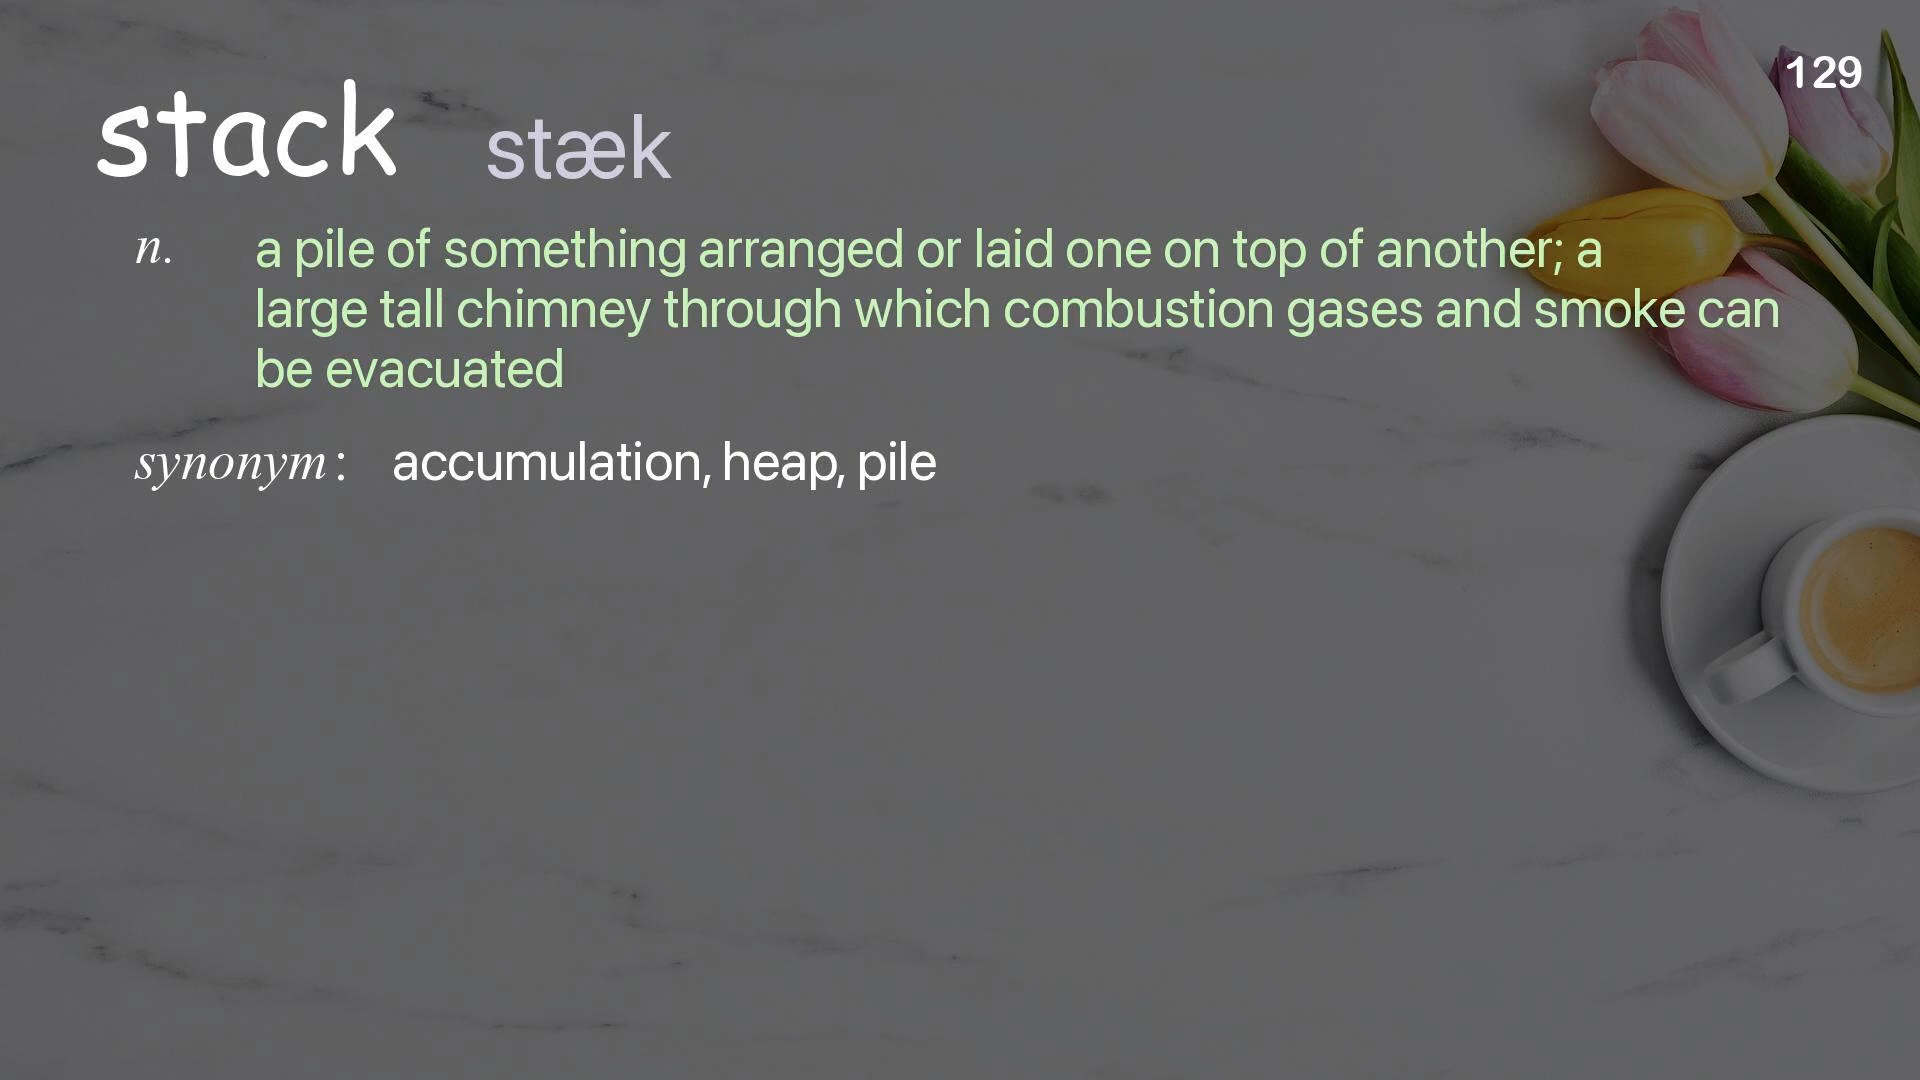 129
stack stæk
n. a pile of something arranged or laid one on top of another; a
large tall chimney through which combustion gases and smoke can
be evacuated
synonym: accumulation, heap, pile